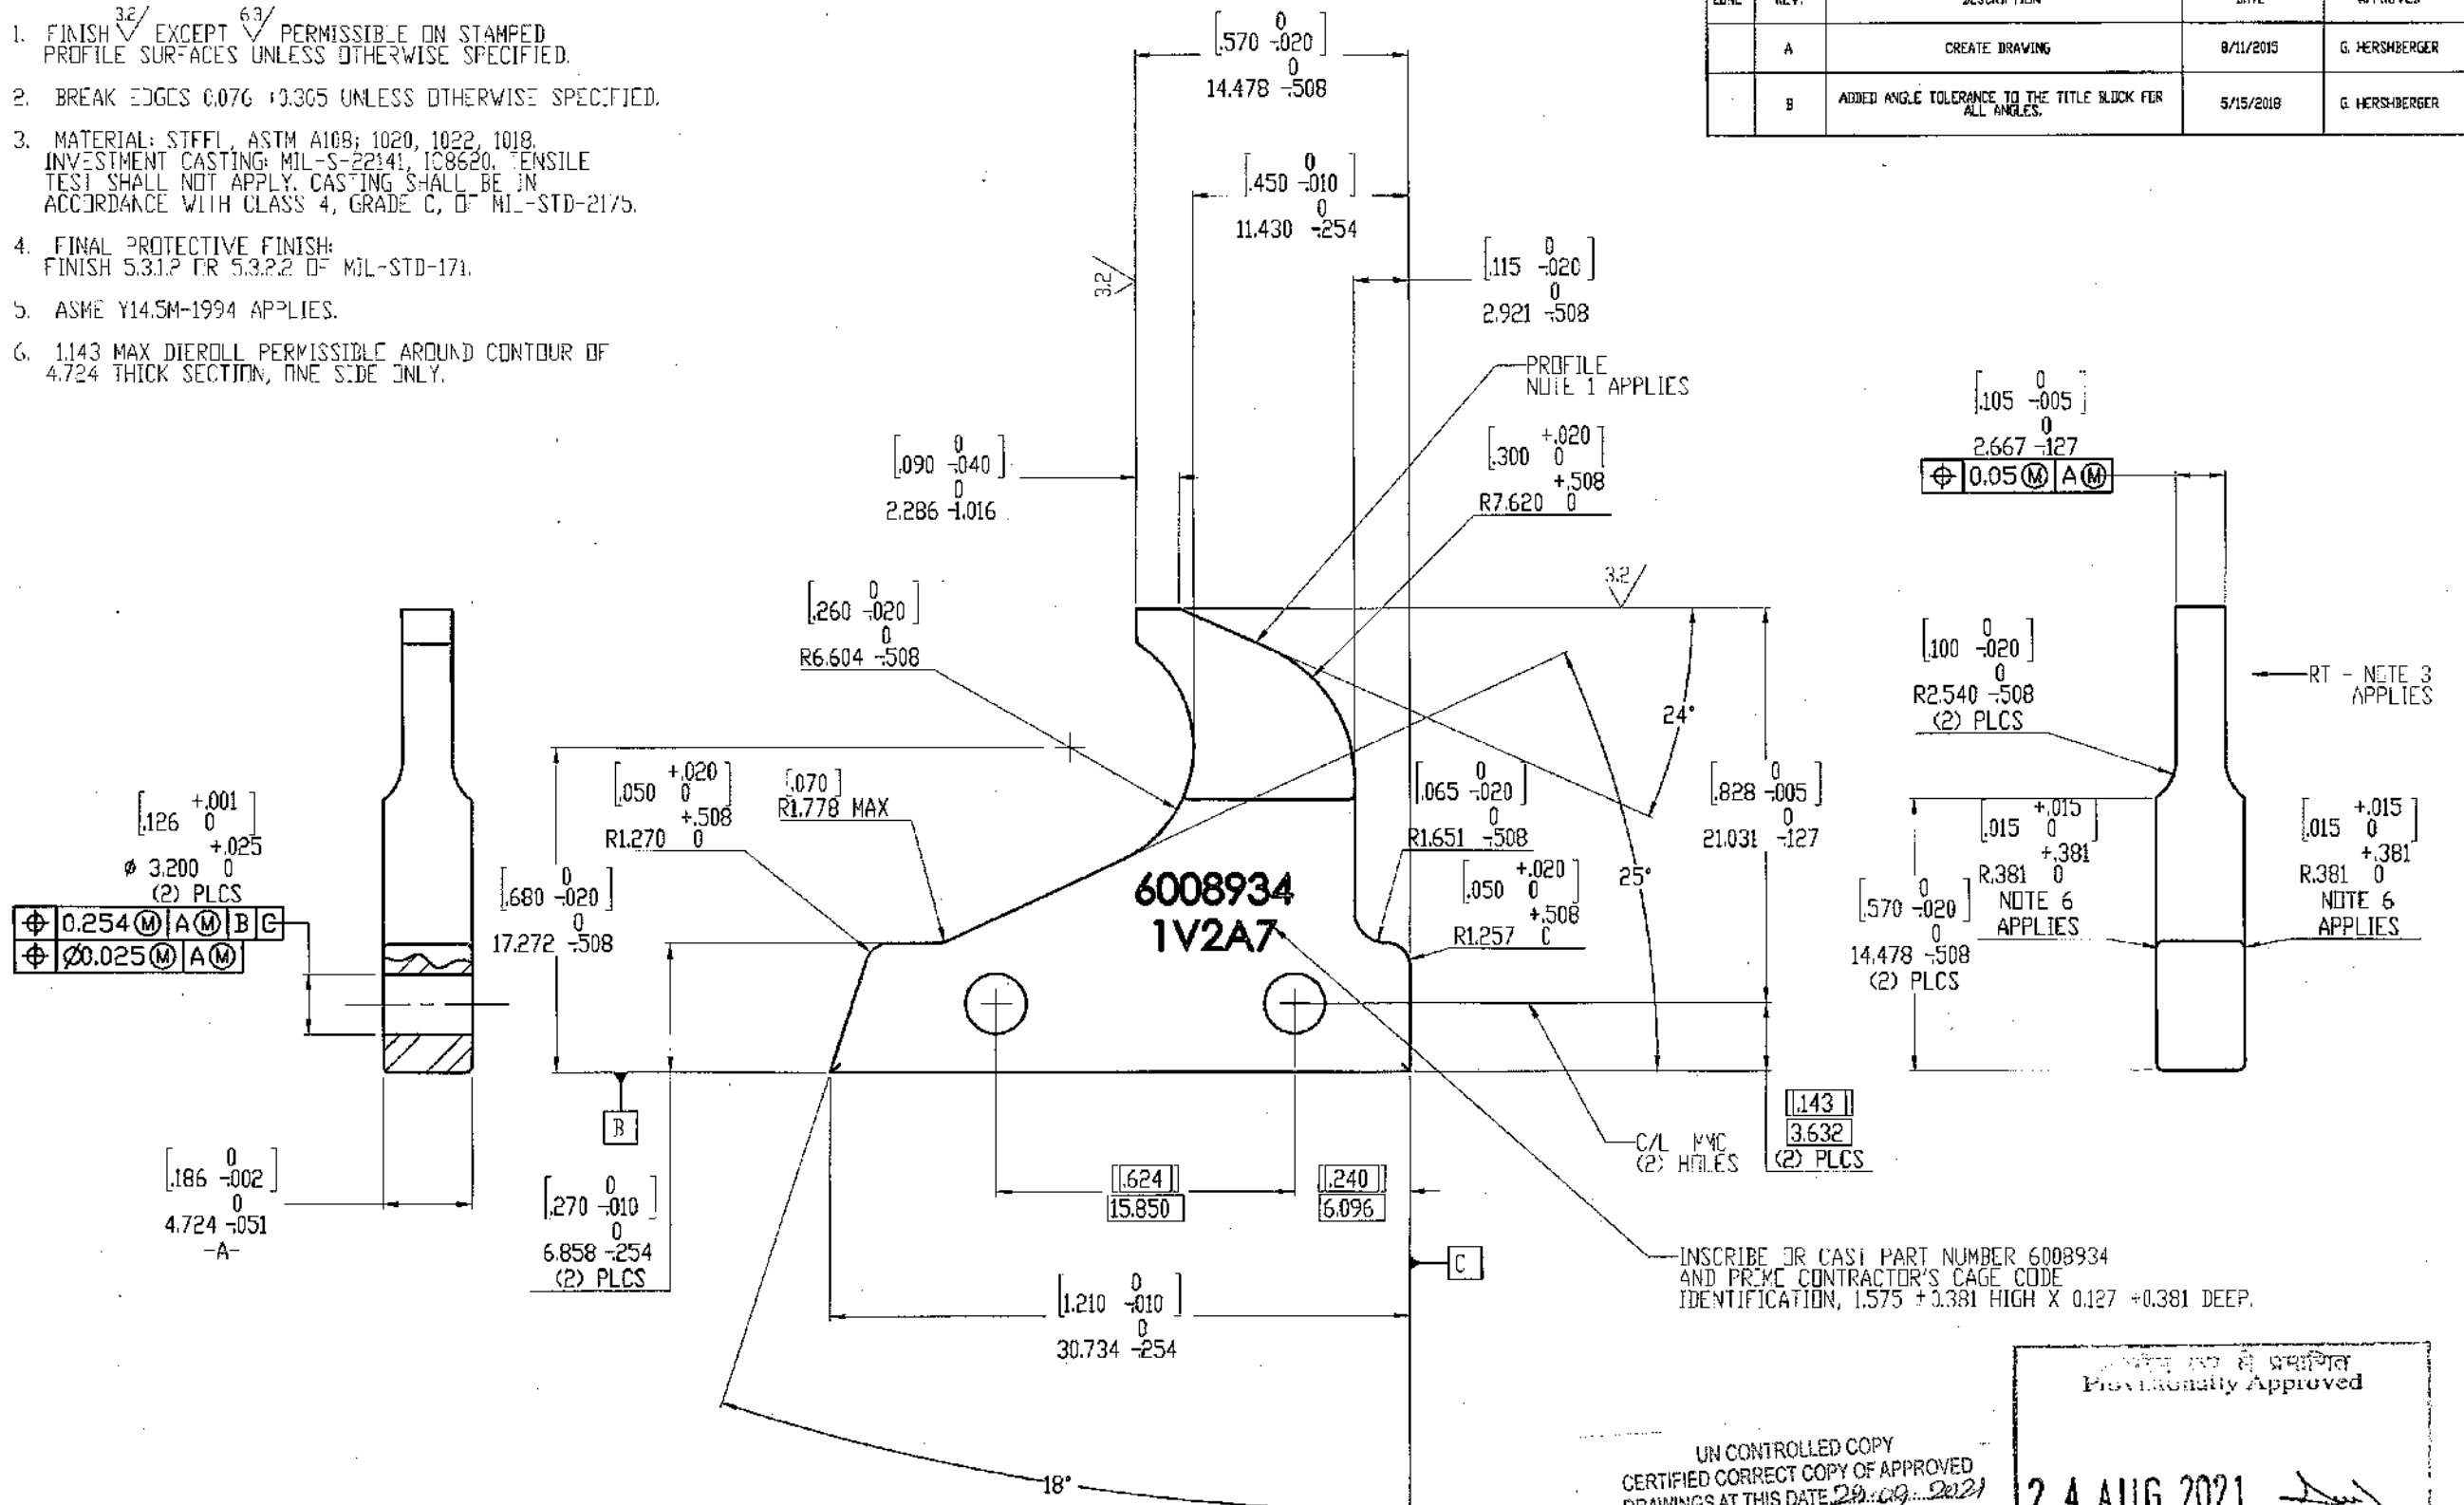 3.2 6.3
1. FINISH EXCEPT PERMISSIBLE ON STAMPED
PROFILE SURFACES UNLESS OTHERWISE SPECIFIED.
2. BREAK EDGES 0.076 +0.305 UNLESS OTHERWISE SPECIFIED.
3. MATERIAL: STEEL, ASTM A108; 1020, 1022, 1018.
INVESTMENT CASTING: MIL-S-22141, IC8620. TENSILE
TEST SHALL NOT APPLY. CASTING SHALL BE IN
ACCORDANCE WITH CLASS 4, GRADE C, OF MIL-STD-2175.
4. FINAL PROTECTIVE FINISH:
FINISH 5.3.1.2 OR 5.3.2.2 OF MIL-STD-171.
5. ASME Y14.5M-1994 APPLIES.
6. 1.143 MAX DIEROLL PERMISSIBLE AROUND CONTOUR OF
4.724 THICK SECTION, ONE SIDE ONLY.
ZONE REV. DESCRIPTION DATE APPROVED
A CREATE DRAWING 8/11/2015 G. HERSHBERGER
B ADDED ANGLE TOLERANCE TO THE TITLE BLOCK FOR
ALL ANGLES. 5/15/2018 G. HERSHBERGER
0
[.570 -.020]
0
14.478 -.508
0
[.450 -.010]
0
11.430 -.254
3.2
0
[.115 -.020]
0
2.921 -.508
PROFILE
NOTE 1 APPLIES
+.020
[.300 0]
+.508
R7.620 0
0
[.090 -.040]
0
2.286 -1.016
0
[.105 -.005]
0
2.667 -.127
⌖ 0.05 Ⓜ A Ⓜ
0
[.260 -.020]
0
R6.604 -.508
3.2
24°
25°
0
[.100 -.020]
0
R2.540 -.508
(2) PLCS
RT - NOTE 3
APPLIES
+.020
[.050 0]
+.508
R1.270 0
[.070]
R1.778 MAX
0
[.065 -.020]
0
R1.651 -.508
0
[.828 -.005]
0
21.031 -.127
+.001
[.126 0]
+.025
ø 3.200 0
(2) PLCS
⌖ 0.254 Ⓜ A Ⓜ B C
⌖ Ø0.025 Ⓜ A Ⓜ
0
[.680 -.020]
0
17.272 -.508
6008934
1V2A7
+.020
[.050 0]
+.508
R1.257 0
+.015
[.015 0]
+.381
R.381 0
NOTE 6
APPLIES
+.015
[.015 0]
+.381
R.381 0
NOTE 6
APPLIES
0
[.570 -.020]
0
14.478 -.508
(2) PLCS
B
0
[.186 -.002]
0
4.724 -.051
-A-
0
[.270 -.010]
0
6.858 -.254
(2) PLCS
[.624]
15.850
[.240]
6.096
C/L MMC
(2) HOLES
[.143]
3.632
(2) PLCS
C
0
[1.210 -.010]
0
30.734 -.254
INSCRIBE OR CAST PART NUMBER 6008934
AND PRIME CONTRACTOR'S CAGE CODE
IDENTIFICATION, 1.575 ±0.381 HIGH X 0.127 +0.381 DEEP.
18°
UN CONTROLLED COPY
CERTIFIED CORRECT COPY OF APPROVED
DRAWINGS AT THIS DATE 29.09.2021
Provisionally Approved
24 AUG 2021